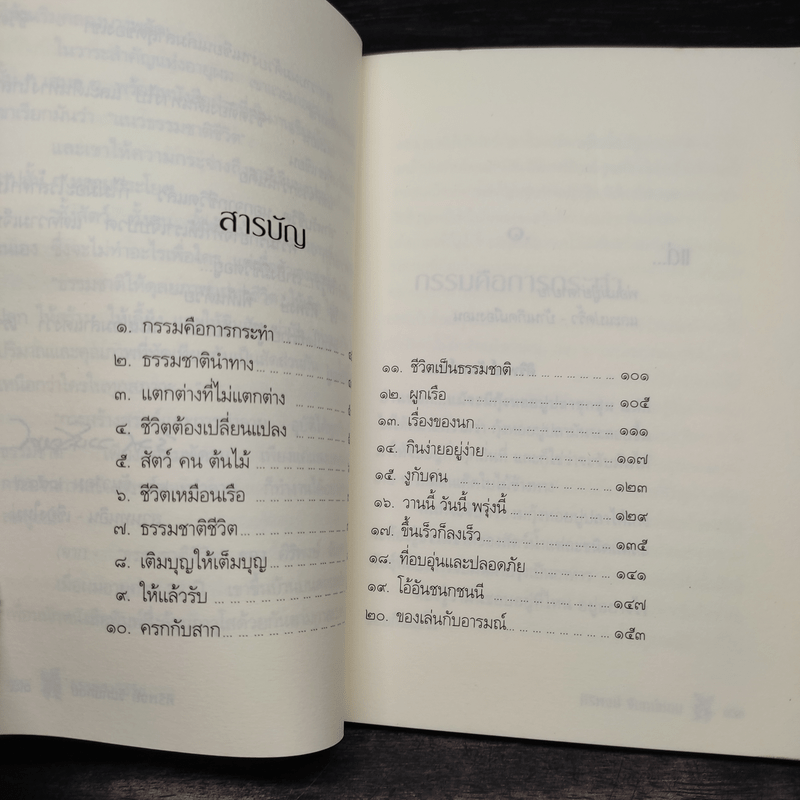 สารบัญ
๑. กรรมคือการกระทำ
๒. ธรรมชาตินำทาง
๓. แตกต่างที่ไม่แตกต่าง
๔. ชีวิตต้องเปลี่ยนแปลง
๕. สัตว์ คน ต้นไม้
๖. ชีวิตเหมือนเรือ
๗. ธรรมชาติชีวิต
๘. เติมบุญให้เต็มบุญ
๙. ให้แล้วรับ
๑๐. ครกกับสาก
๑๑. ชีวิตเป็นธรรมชาติ ๑๐๑
๑๒. ผูกเรือ ๑๐๕
๑๓. เรื่องของนก ๑๑๑
๑๔. กินง่ายอยู่ง่าย ๑๑๗
๑๕. งูกับคน ๑๒๓
๑๖. วานนี้ วันนี้ พรุ่งนี้ ๑๒๙
๑๗. ขึ้นเร็วก็ลงเร็ว ๑๓๕
๑๘. ที่อบอุ่นและปลอดภัย ๑๔๑
๑๙. โอ้อันชนกชนนี ๑๔๗
๒๐. ของเล่นกับอารมณ์ ๑๕๓